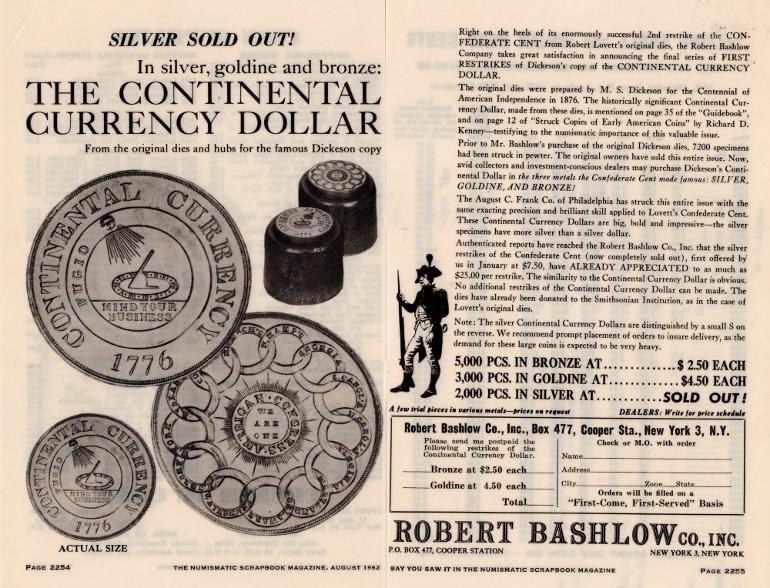 SILVER SOLD OUT!
In silver, goldine and bronze:
THE CONTINENTAL
CURRENCY DOLLAR
From the original dies and hubs for the famous Dickeson copy
CONTINENTAL CURRENCY
FUGIO
MIND YOUR
BUSINESS
1776
AMERICAN CONGRESS
WE
ARE
ONE
CONTINENTAL CURRENCY
FUGIO
MIND YOUR
BUSINESS
1776
ACTUAL SIZE
PAGE 2254
THE NUMISMATIC SCRAPBOOK MAGAZINE, AUGUST 1962
Right on the heels of its enormously successful 2nd restrike of the CON-
FEDERATE CENT from Robert Lovett's original dies, the Robert Bashlow
Company takes great satisfaction in announcing the final series of FIRST
RESTRIKES of Dickeson's copy of the CONTINENTAL CURRENCY
DOLLAR.
The original dies were prepared by M. S. Dickeson for the Centennial of
American Independence in 1876. The historically significant Continental Cur-
rency Dollar, made from these dies, is mentioned on page 35 of the "Guidebook",
and on page 12 of "Struck Copies of Early American Coins" by Richard D.
Kenney—testifying to the numismatic importance of this valuable issue.
Prior to Mr. Bashlow's purchase of the original Dickeson dies, 7200 specimens
had been struck in pewter. The original owners have sold this entire issue. Now,
avid collectors and investment-conscious dealers may purchase Dickeson's Conti-
nental Dollar in the three metals the Confederate Cent made famous: SILVER,
GOLDINE, AND BRONZE!
The August C. Frank Co. of Philadelphia has struck this entire issue with the
same exacting precision and brilliant skill applied to Lovett's Confederate Cent.
These Continental Currency Dollars are big, bold and impressive—the silver
specimens have more silver than a silver dollar.
Authenticated reports have reached the Robert Bashlow Co., Inc. that the silver
restrikes of the Confederate Cent (now completely sold out), first offered by
us in January at $7.50, have ALREADY APPRECIATED to as much as
$25.00 per restrike. The similarity to the Continental Currency Dollar is obvious.
No additional restrikes of the Continental Currency Dollar can be made. The
dies have already been donated to the Smithsonian Institution, as in the case of
Lovett's original dies.
Note: The silver Continental Currency Dollars are distinguished by a small S on
the reverse. We recommend prompt placement of orders to insure delivery, as the
demand for these large coins is expected to be very heavy.
5,000 PCS. IN BRONZE AT.............$ 2.50 EACH
3,000 PCS. IN GOLDINE AT............$4.50 EACH
2,000 PCS. IN SILVER AT............SOLD OUT!
A few trial pieces in various metals—prices on request
DEALERS: Write for price schedule
Robert Bashlow Co., Inc., Box 477, Cooper Sta., New York 3, N.Y.
Please send me postpaid the
following restrikes of the
Continental Currency Dollar.
Bronze at $2.50 each
Goldine at 4.50 each
Total
Check or M.O. with order
Name
Address
City Zone State
Orders will be filled on a
"First-Come, First-Served" Basis
ROBERT BASHLOW CO., INC.
P.O. BOX 477, COOPER STATION NEW YORK 3, NEW YORK
SAY YOU SAW IT IN THE NUMISMATIC SCRAPBOOK MAGAZINE
PAGE 2255